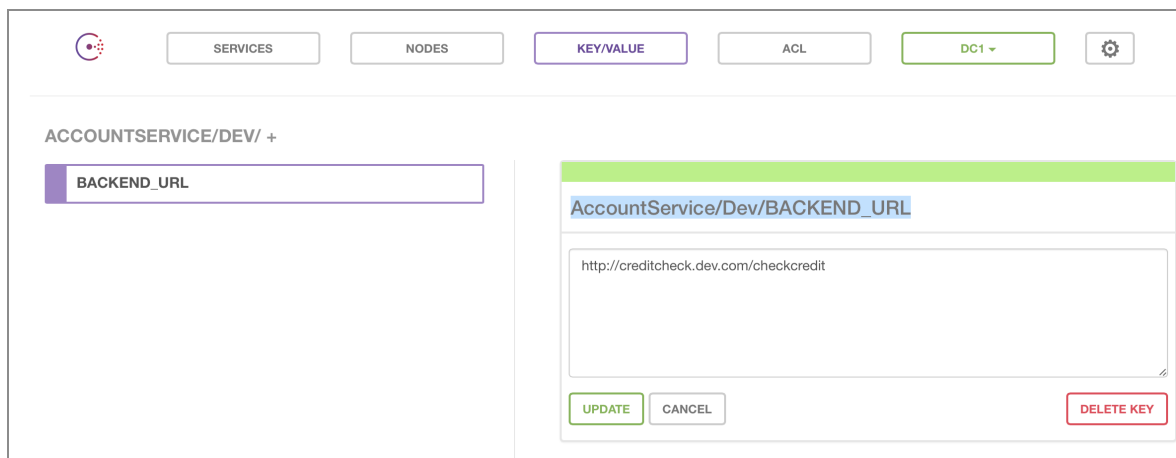 SERVICES
NODES
KEY/VALUE
ACL
DC1
ACCOUNTSERVICE/DEV/ +
BACKEND_URL
AccountService/Dev/BACKEND_URL
http://creditcheck.dev.com/checkcredit
UPDATE
CANCEL
DELETE KEY